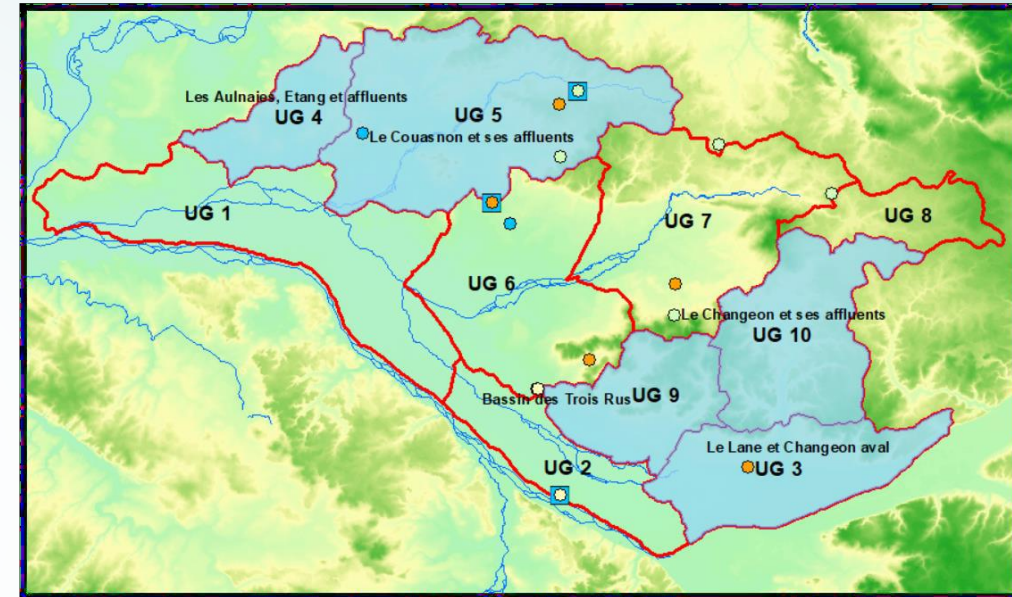 Les Aulnaies, Etang et affluents
UG 4
UG 5
Le Couasnon et ses affluents
UG 1
UG 7
UG 8
UG 6
Le Changeon et ses affluents
UG 10
Bassin des Trois Rus
UG 9
Le Lane et Changeon aval
UG 2
UG 3